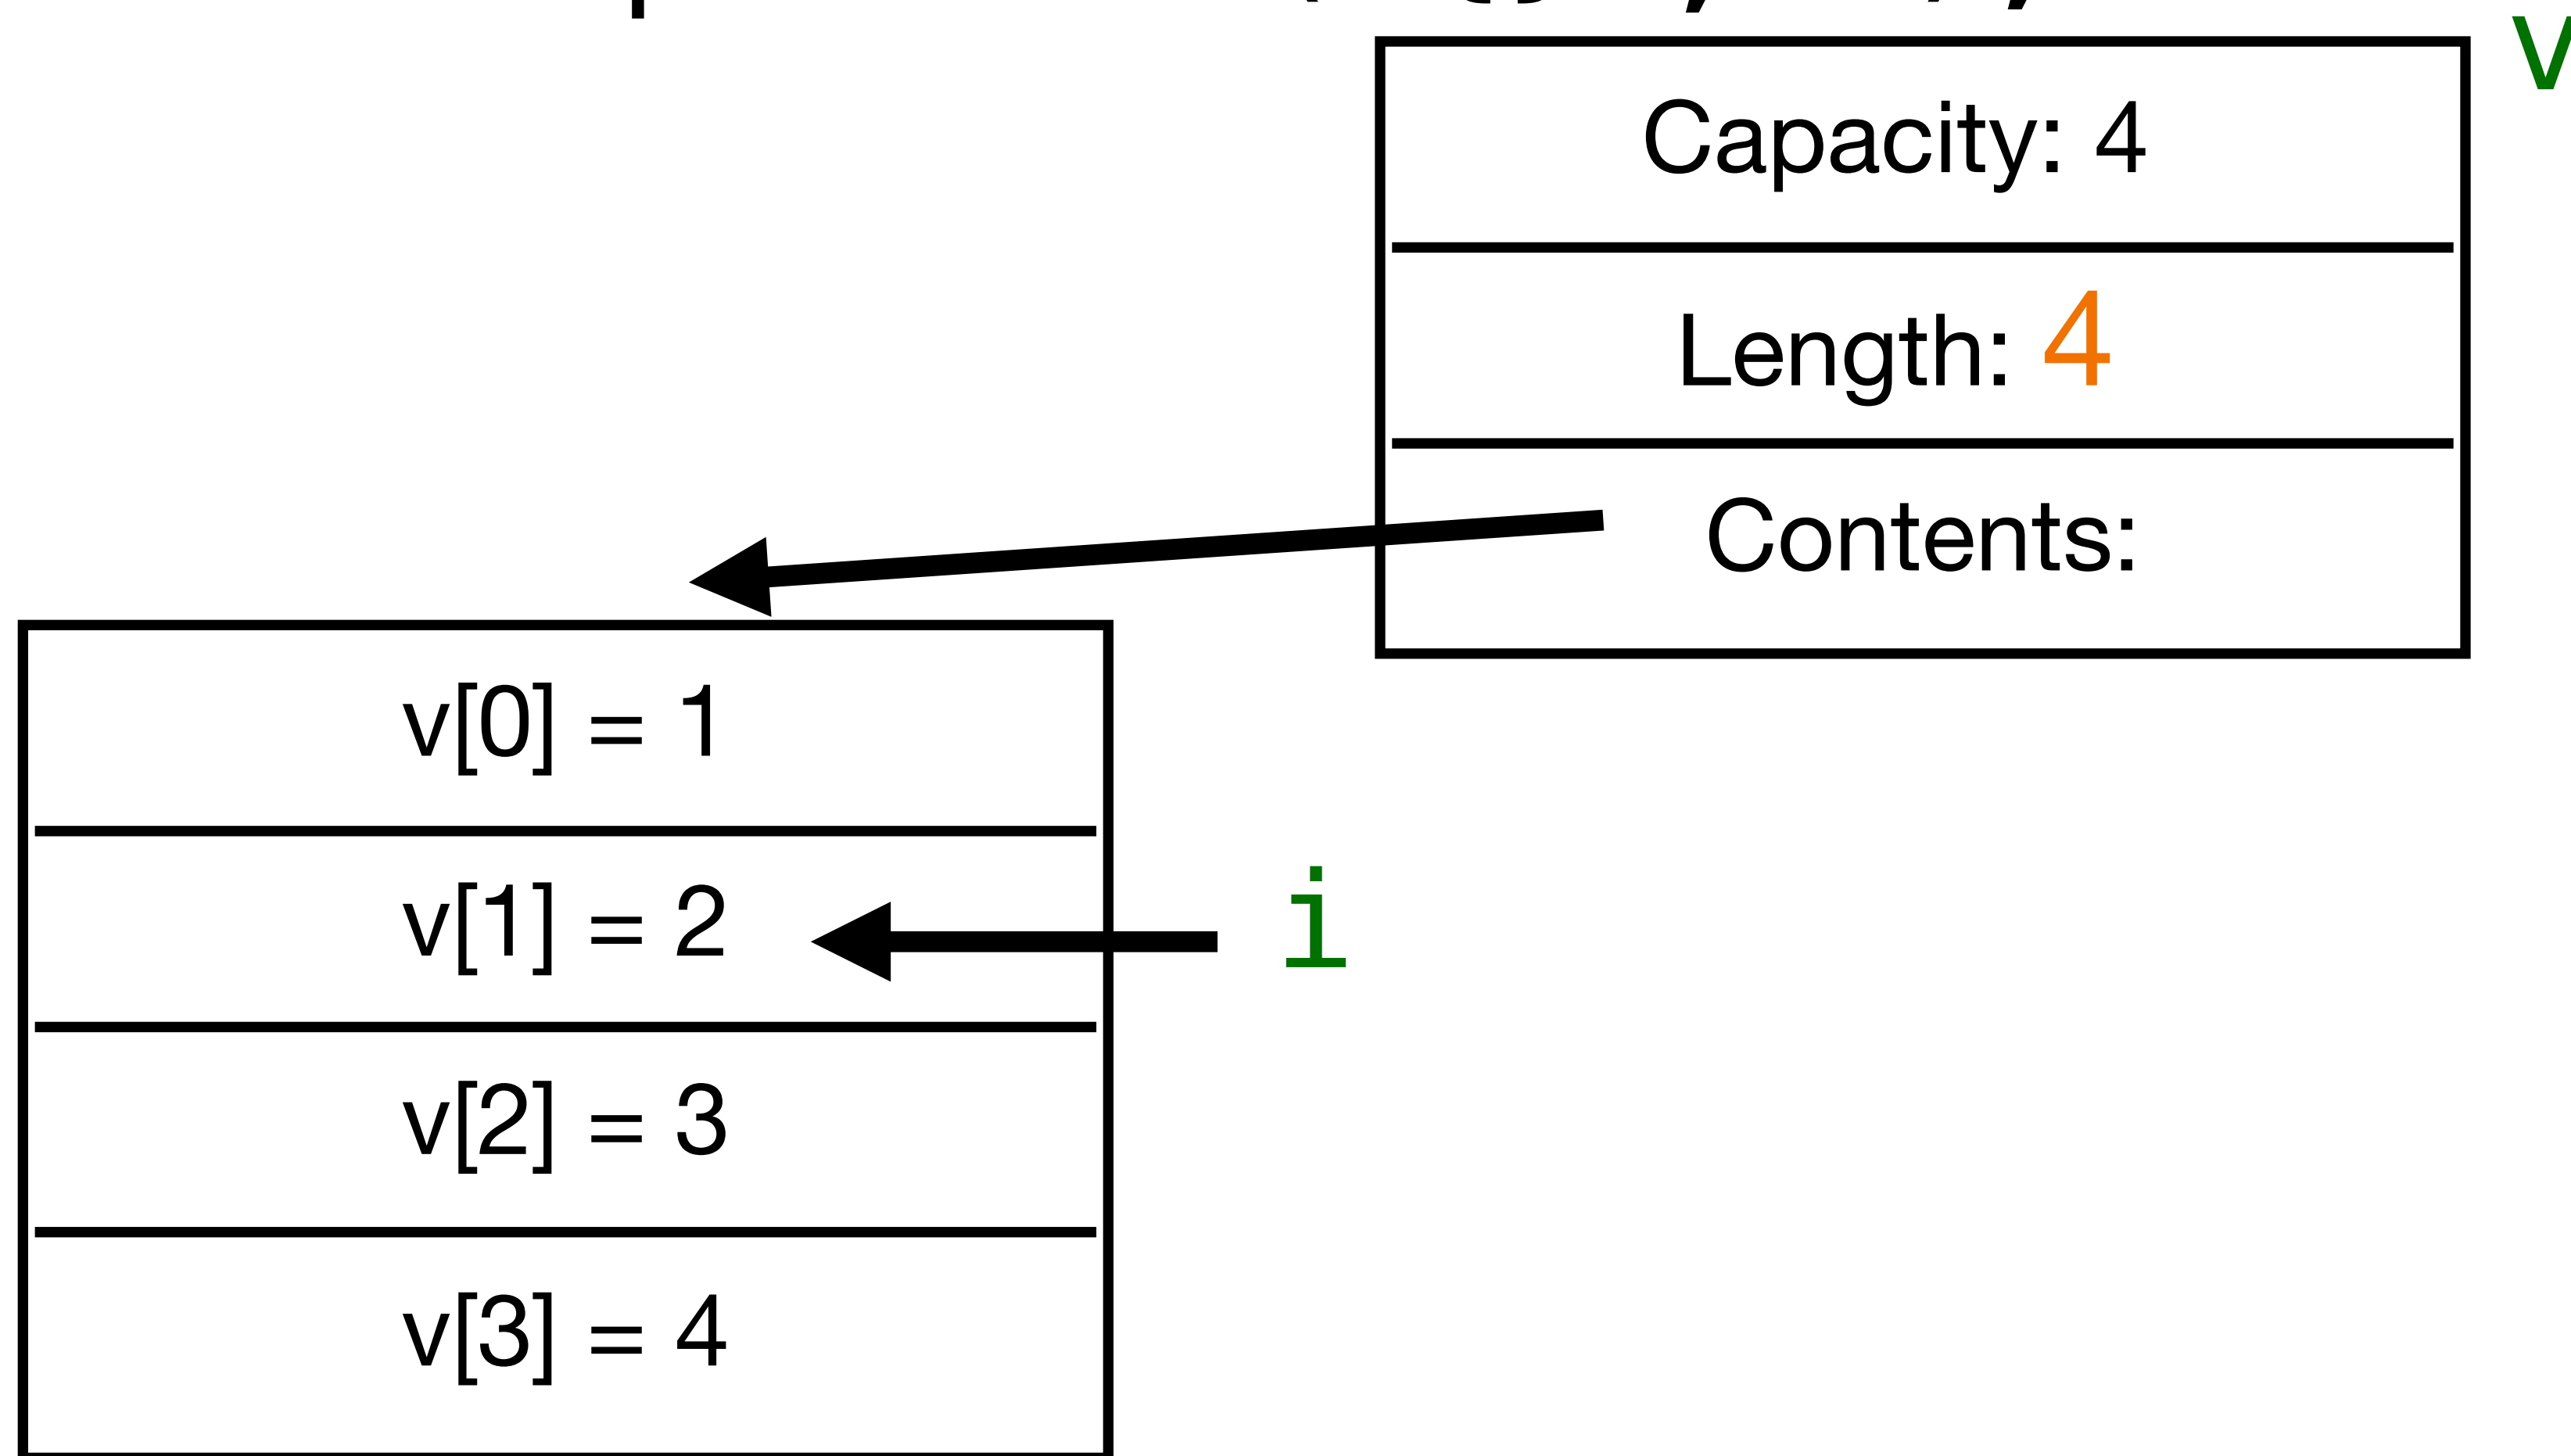 v
Capacity: 4
Length: 4
Contents:
v[0] = 1
v[1] = 2
i
v[2] = 3
v[3] = 4